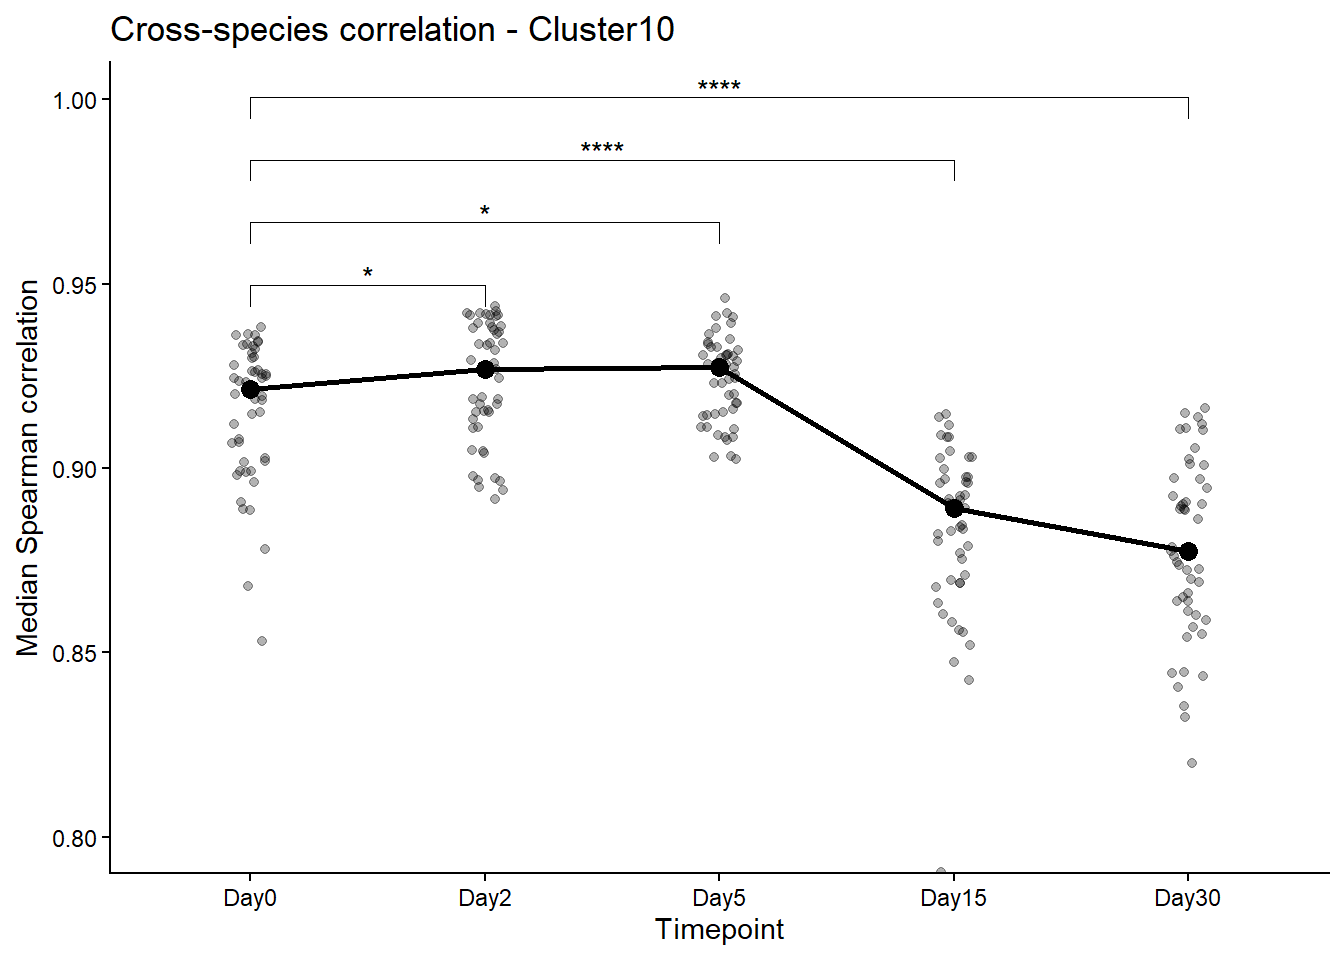 Cross-species correlation - Cluster10
****
1.00
****
*
*
0.95
0.90
0.85
0.80
Median Spearman correlation
Day0 Day2 Day5 Day15 Day30
Timepoint